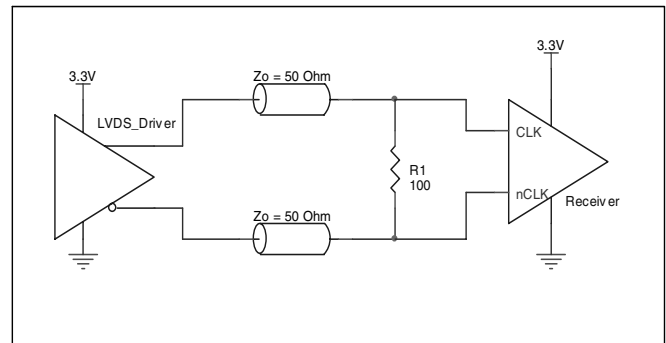 3.3V
LVDS_Driver
Zo = 50 Ohm
Zo = 50 Ohm
R1
100
3.3V
CLK
nCLK
Receiver